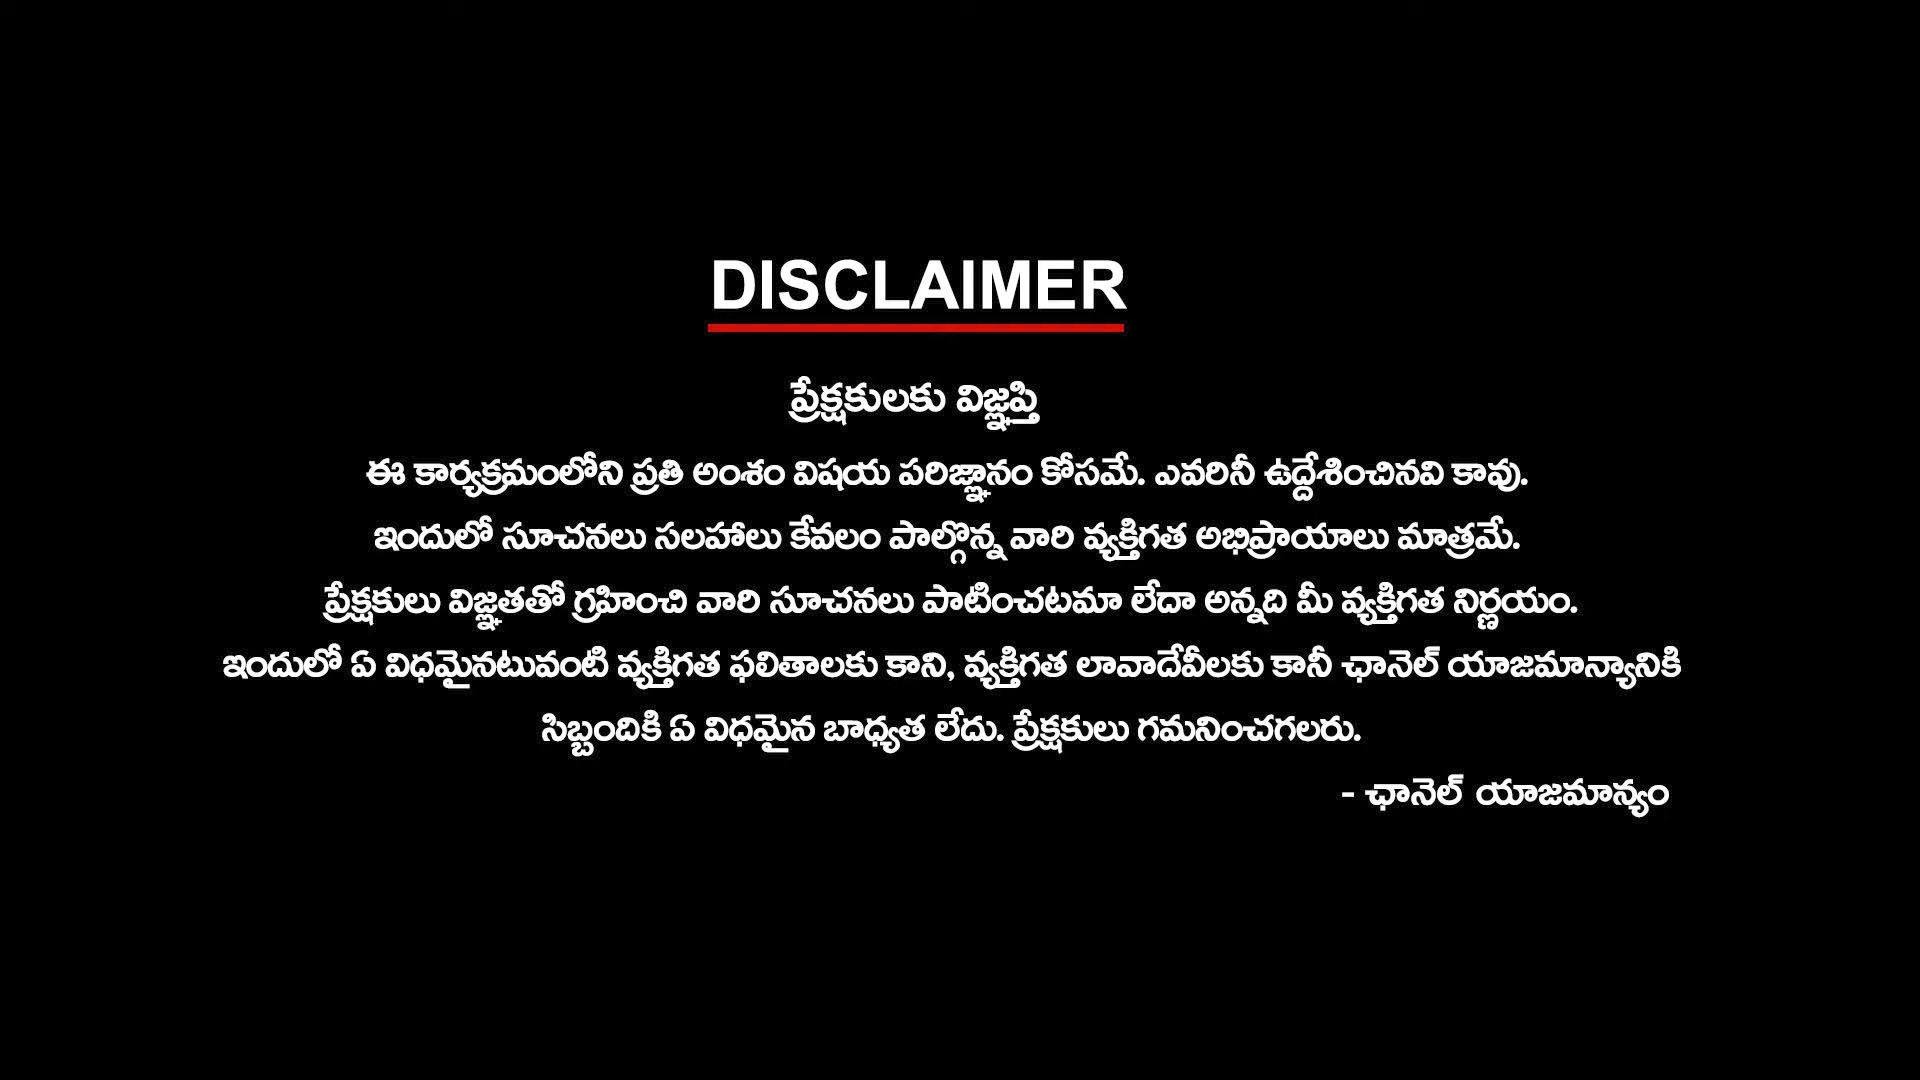 DISCLAIMER
ప్రేక్షకులకు విజ్ఞప్తి
ఈ కార్యక్రమంలోని ప్రతి అంశం విషయ పరిజ్ఞానం కోసమే. ఎవరినీ ఉద్దేశించినవి కావు.
ఇందులో సూచనలు సలహాలు కేవలం పాల్గొన్న వారి వ్యక్తిగత అభిప్రాయాలు మాత్రమే.
ప్రేక్షకులు విజ్ఞతతో గ్రహించి వారి సూచనలు పాటించటమా లేదా అన్నది మీ వ్యక్తిగత నిర్ణయం.
ఇందులో ఏ విధమైనటువంటి వ్యక్తిగత ఫలితాలకు కాని, వ్యక్తిగత లావాదేవీలకు కానీ ఛానెల్ యాజమాన్యానికి
సిబ్బందికి ఏ విధమైన బాధ్యత లేదు. ప్రేక్షకులు గమనించగలరు.
- ఛానెల్ యాజమాన్యం